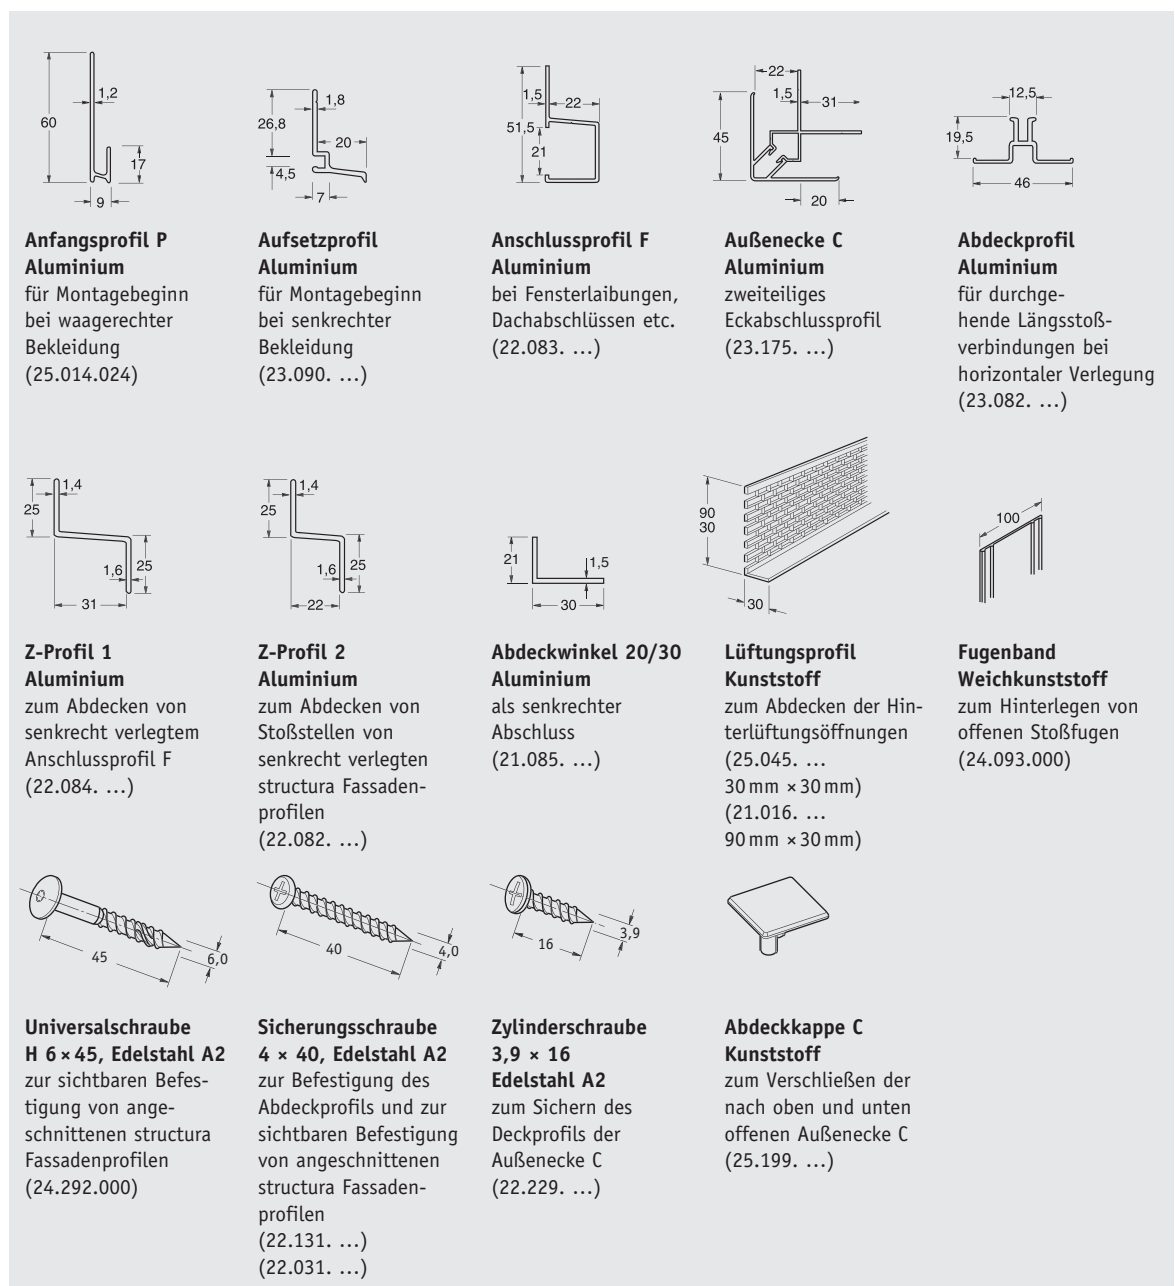 60
1,2
17
9
26,8
4,5
1,8
20
7
1,5
22
51,5
21
22
1,5
31
45
20
12,5
19,5
46
Anfangsprofil P
Aluminium
für Montagebeginn
bei waagerechter
Bekleidung
(25.014.024)
Aufsetzprofil
Aluminium
für Montagebeginn
bei senkrechter
Bekleidung
(23.090. ...)
Anschlussprofil F
Aluminium
bei Fensterlaibungen,
Dachabschlüssen etc.
(22.083. ...)
Außenecke C
Aluminium
zweiteiliges
Eckabschlussprofil
(23.175. ...)
Abdeckprofil
Aluminium
für durchge-
hende Längsstoß-
verbindungen bei
horizontaler Verlegung
(23.082. ...)
1,4
25
1,6
25
31
1,4
25
1,6
25
22
21
1,5
30
90
30
30
100
Z-Profil 1
Aluminium
zum Abdecken von
senkrecht verlegtem
Anschlussprofil F
(22.084. ...)
Z-Profil 2
Aluminium
zum Abdecken von
Stoßstellen von
senkrecht verlegten
structura Fassaden-
profilen
(22.082. ...)
Abdeckwinkel 20/30
Aluminium
als senkrechter
Abschluss
(21.085. ...)
Lüftungsprofil
Kunststoff
zum Abdecken der Hin-
terlüftungsöffnungen
(25.045. ...
30 mm × 30 mm)
(21.016. ...
90 mm × 30 mm)
Fugenband
Weichkunststoff
zum Hinterlegen von
offenen Stoßfugen
(24.093.000)
45
6,0
40
4,0
16
3,9
Universalschraube
H 6 × 45, Edelstahl A2
zur sichtbaren Befes-
tigung von ange-
schnittenen structura
Fassadenprofilen
(24.292.000)
Sicherungsschraube
4 × 40, Edelstahl A2
zur Befestigung des
Abdeckprofils und zur
sichtbaren Befestigung
von angeschnittenen
structura Fassaden-
profilen
(22.131. ...)
(22.031. ...)
Zylinderschraube
3,9 × 16
Edelstahl A2
zum Sichern des
Deckprofils der
Außenecke C
(22.229. ...)
Abdeckkappe C
Kunststoff
zum Verschließen der
nach oben und unten
offenen Außenecke C
(25.199. ...)